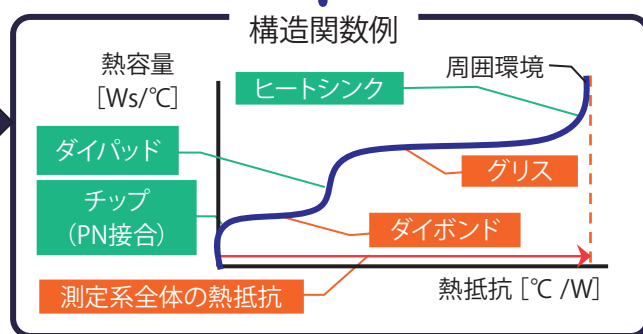 構造関数例
熱容量
[Ws/℃]
周囲環境
ヒートシンク
ダイパッド
グリス
チップ
(PN接合)
ダイボンド
測定系全体の熱抵抗
熱抵抗 [℃ /W]